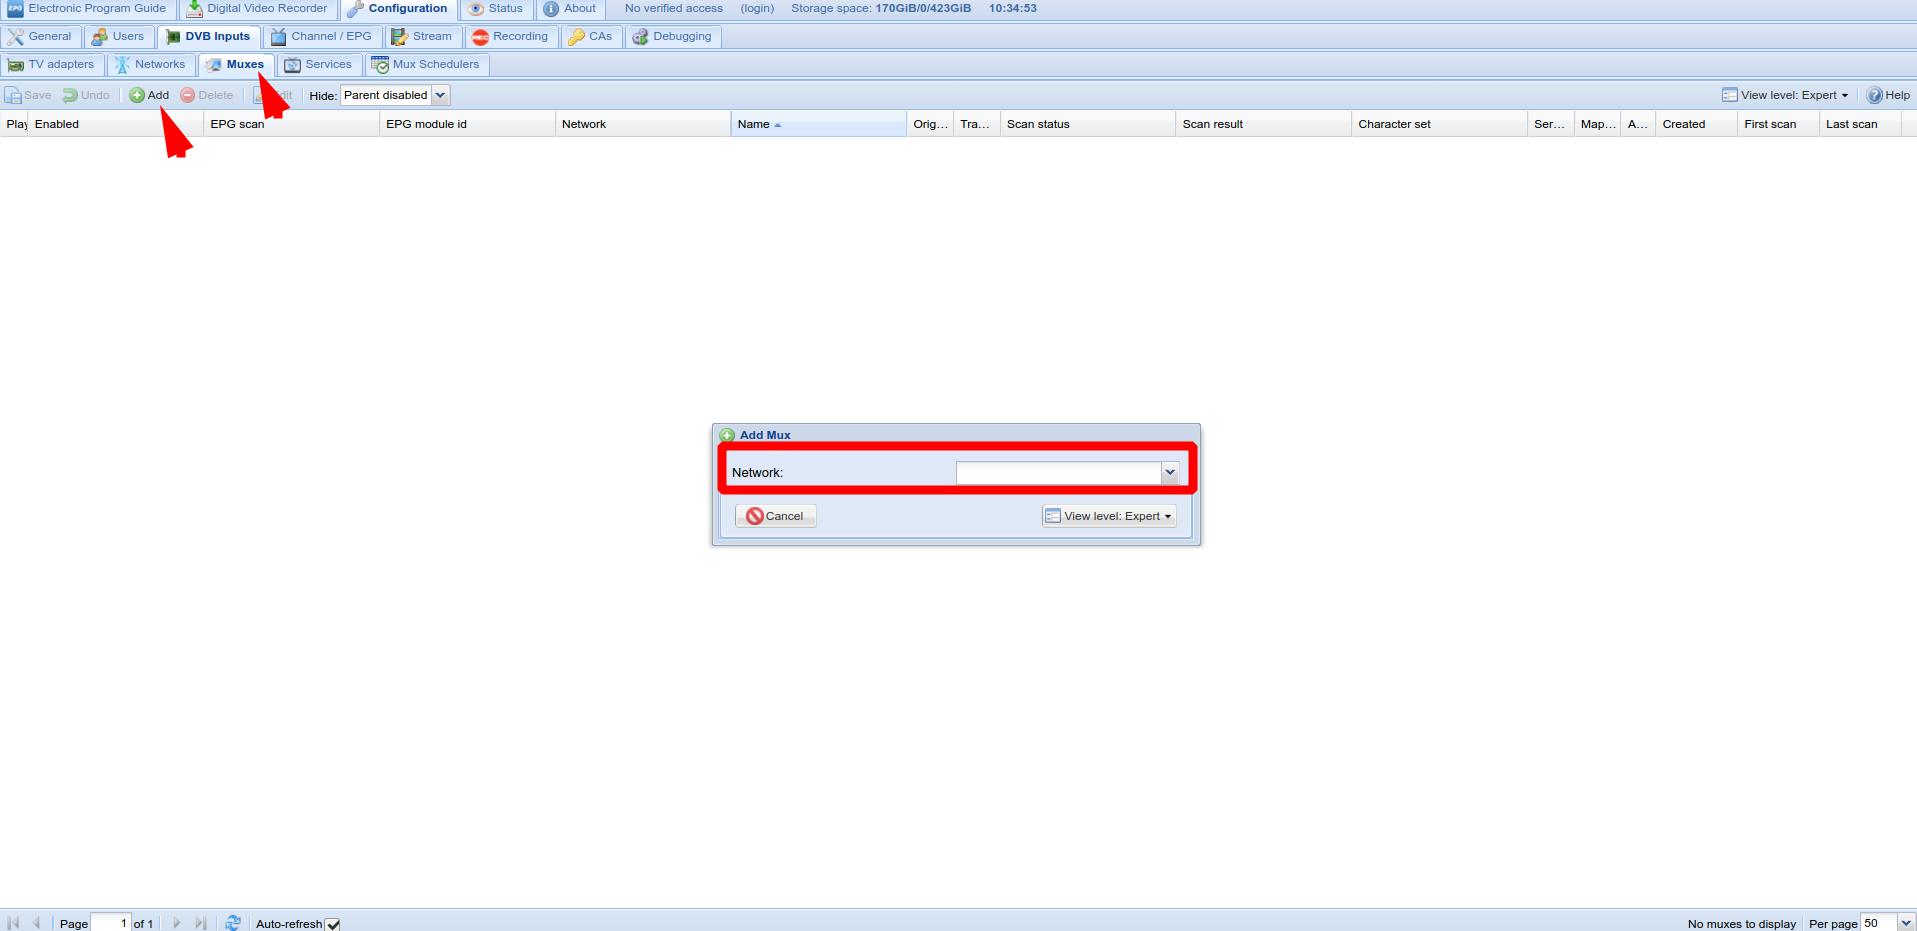 EPG Electronic Program Guide Digital Video Recorder Configuration Status About No verified access (login) Storage space: 170GiB/0/423GiB 10:34:53
General Users DVB Inputs Channel / EPG Stream REC Recording CAs Debugging
TV adapters Networks Muxes Services Mux Schedulers
Save Undo Add Delete dit Hide: Parent disabled View level: Expert Help
Play Enabled EPG scan EPG module id Network Name Orig... Tra... Scan status Scan result Character set Ser... Map... A... Created First scan Last scan
Add Mux
Network:
Cancel View level: Expert
Page 1 of 1 Auto-refresh No muxes to display Per page 50